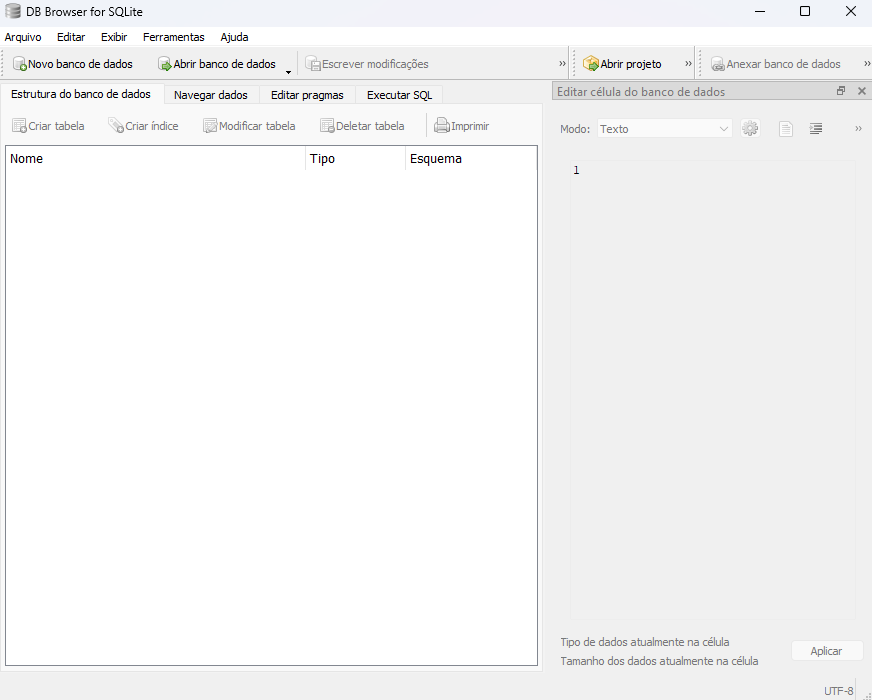 DB Browser for SQLite
Arquivo Editar Exibir Ferramentas Ajuda
Novo banco de dados Abrir banco de dados Escrever modificações » Abrir projeto » Anexar banco de dados »
Estrutura do banco de dados Navegar dados Editar pragmas Executar SQL
Criar tabela Criar índice Modificar tabela Deletar tabela Imprimir
Nome Tipo Esquema
Editar célula do banco de dados
Modo: Texto »
1
Tipo de dados atualmente na célula
Tamanho dos dados atualmente na célula
Aplicar
UTF-8